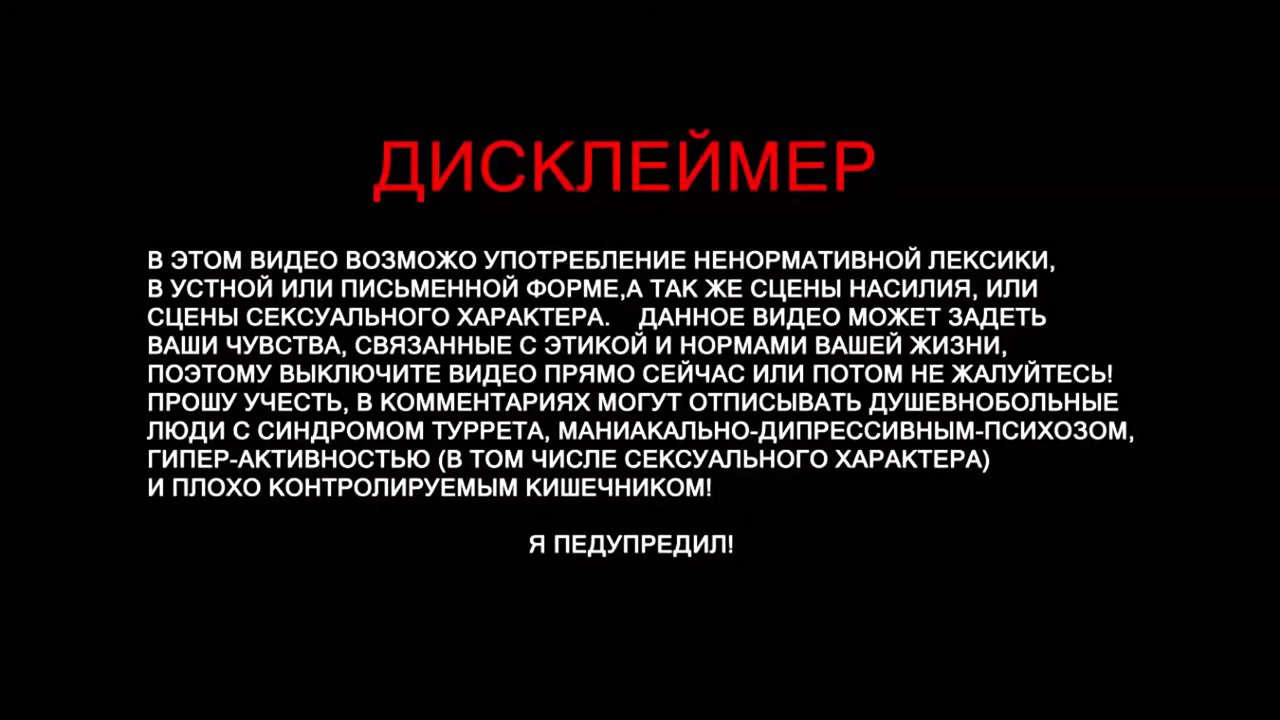 ДИСКЛЕЙМЕР
В ЭТОМ ВИДЕО ВОЗМОЖО УПОТРЕБЛЕНИЕ НЕНОРМАТИВНОЙ ЛЕКСИКИ,
В УСТНОЙ ИЛИ ПИСЬМЕННОЙ ФОРМЕ,А ТАК ЖЕ СЦЕНЫ НАСИЛИЯ, ИЛИ
СЦЕНЫ СЕКСУАЛЬНОГО ХАРАКТЕРА. ДАННОЕ ВИДЕО МОЖЕТ ЗАДЕТЬ
ВАШИ ЧУВСТВА, СВЯЗАННЫЕ С ЭТИКОЙ И НОРМАМИ ВАШЕЙ ЖИЗНИ,
ПОЭТОМУ ВЫКЛЮЧИТЕ ВИДЕО ПРЯМО СЕЙЧАС ИЛИ ПОТОМ НЕ ЖАЛУЙТЕСЬ!
ПРОШУ УЧЕСТЬ, В КОММЕНТАРИЯХ МОГУТ ОТПИСЫВАТЬ ДУШЕВНОБОЛЬНЫЕ
ЛЮДИ С СИНДРОМОМ ТУРРЕТА, МАНИАКАЛЬНО-ДИПРЕССИВНЫМ-ПСИХОЗОМ,
ГИПЕР-АКТИВНОСТЬЮ (В ТОМ ЧИСЛЕ СЕКСУАЛЬНОГО ХАРАКТЕРА)
И ПЛОХО КОНТРОЛИРУЕМЫМ КИШЕЧНИКОМ!
Я ПЕДУПРЕДИЛ!